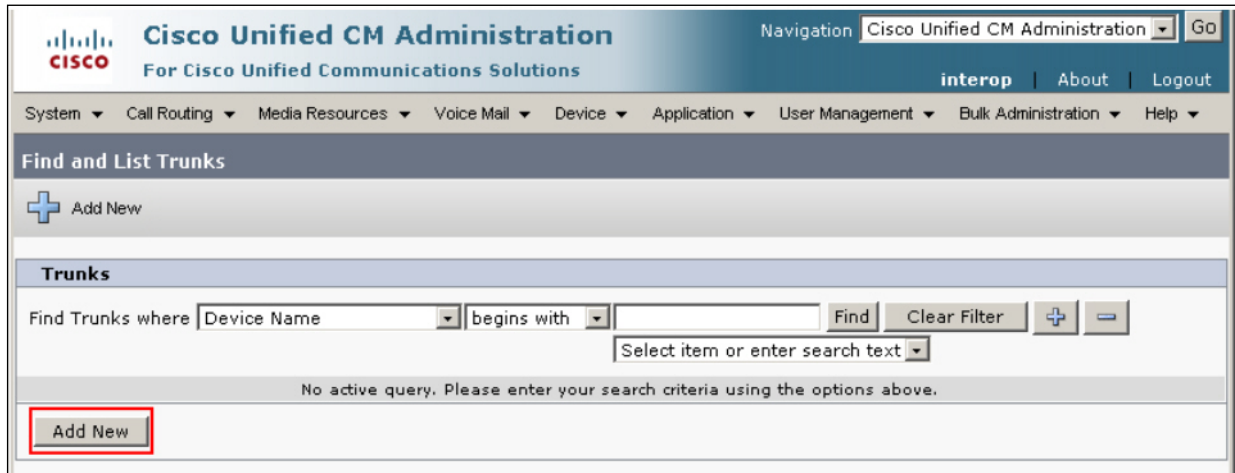 CISCO
Cisco Unified CM Administration
For Cisco Unified Communications Solutions
Navigation Cisco Unified CM Administration Go
interop | About | Logout
System Call Routing Media Resources Voice Mail Device Application User Management Bulk Administration Help
Find and List Trunks
Add New
Trunks
Find Trunks where Device Name begins with Find Clear Filter
Select item or enter search text
No active query. Please enter your search criteria using the options above.
Add New